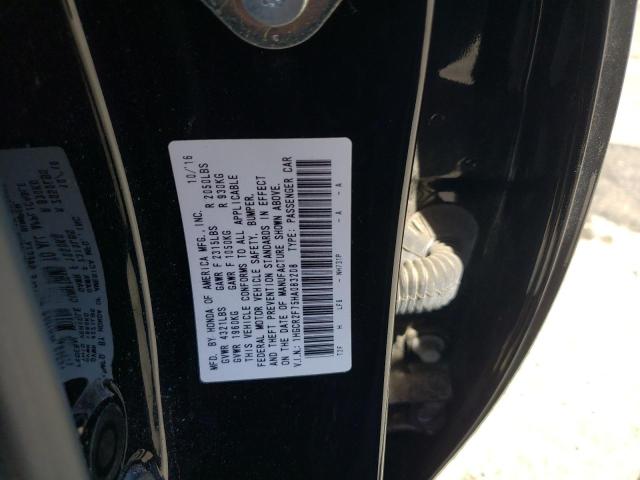 MFD. BY HONDA OF AMERICA MFG., INC. 10/'16
GVWR 4321LBS GAWR F 2315LBS R 2050LBS
GVWR 1960KG GAWR F 1050KG R 930KG
THIS VEHICLE CONFORMS TO ALL APPLICABLE
FEDERAL MOTOR VEHICLE SAFETY, BUMPER,
AND THEFT PREVENTION STANDARDS IN EFFECT
ON THE DATE OF MANUFACTURE SHOWN ABOVE.
V.I.N.: 1HGCR2F75HA083208 TYPE: PASSENGER CAR
T2F H LF6 NH731P A A